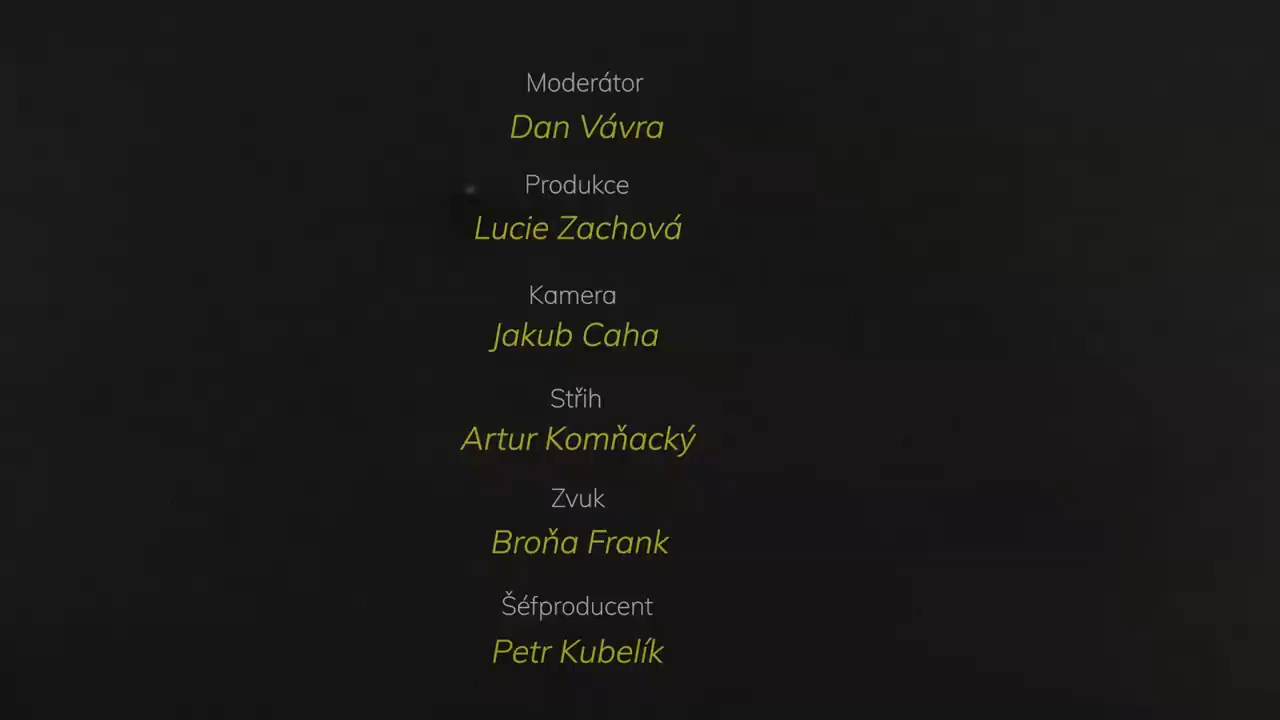 Moderátor
Dan Vávra
Produkce
Lucie Zachová
Kamera
Jakub Caha
Střih
Artur Komňacký
Zvuk
Broňa Frank
Šéfproducent
Petr Kubelík